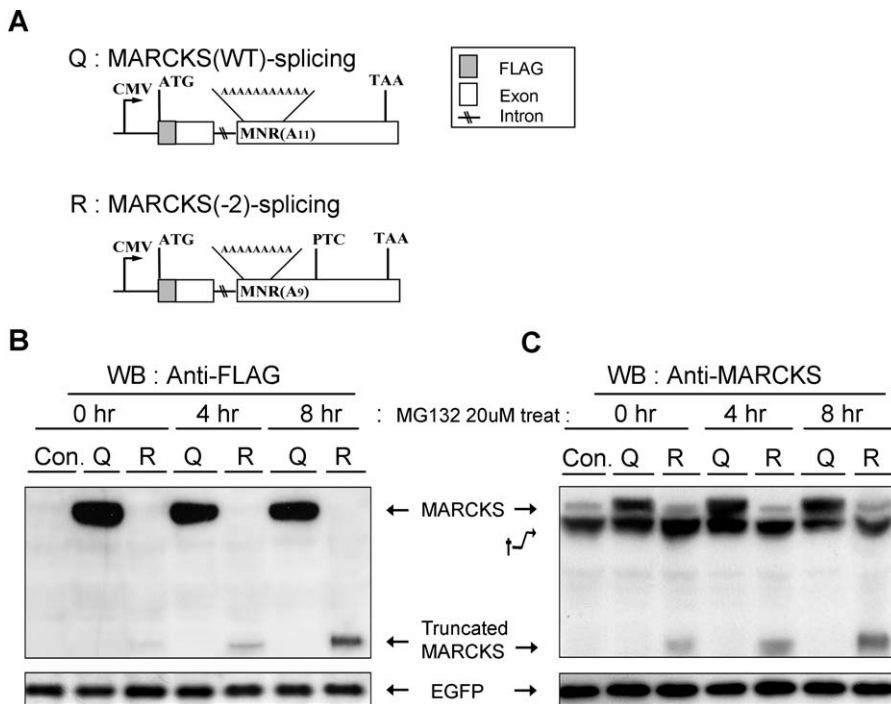 A
Q : MARCKS(WT)-splicing
CMV
ATG
AAAAAAAAAAA
TAA
MNR(A11)
FLAG
Exon
Intron
R : MARCKS(-2)-splicing
CMV
ATG
AAAAAAAAA
PTC
TAA
MNR(A9)
B
WB : Anti-FLAG
0 hr 4 hr 8 hr
Con. Q R Q R Q R
: MG132 20uM treat :
C
WB : Anti-MARCKS
0 hr 4 hr 8 hr
Con. Q R Q R Q R
← MARCKS →
†
← Truncated MARCKS →
← EGFP →